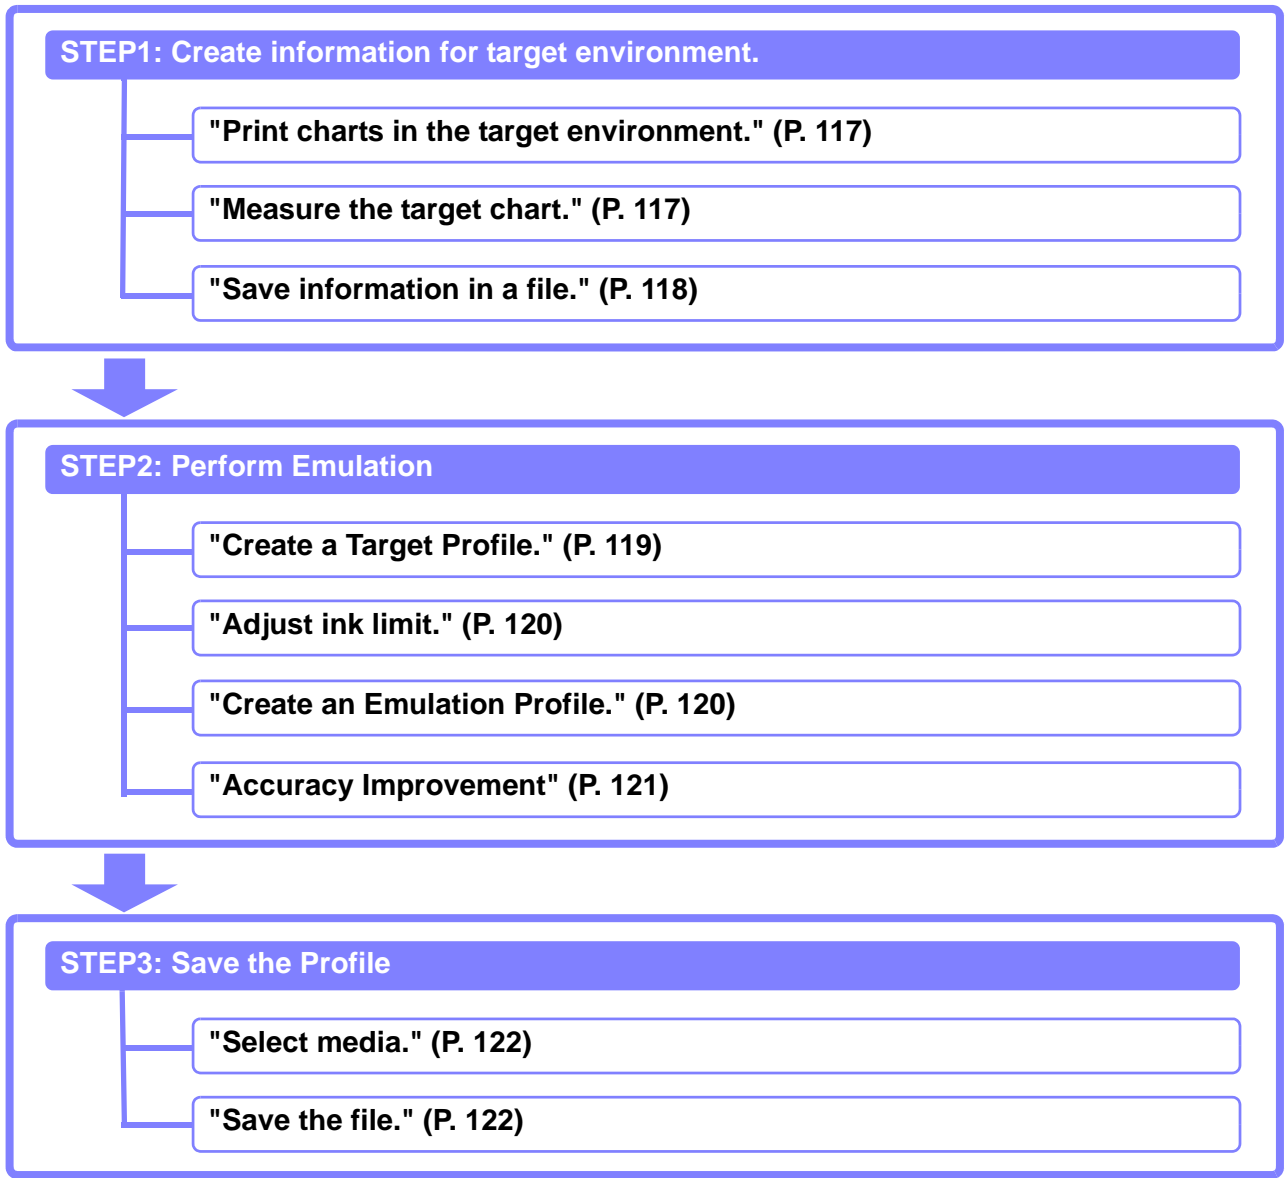 STEP1: Create information for target environment.
"Print charts in the target environment." (P. 117)
"Measure the target chart." (P. 117)
"Save information in a file." (P. 118)
STEP2: Perform Emulation
"Create a Target Profile." (P. 119)
"Adjust ink limit." (P. 120)
"Create an Emulation Profile." (P. 120)
"Accuracy Improvement" (P. 121)
STEP3: Save the Profile
"Select media." (P. 122)
"Save the file." (P. 122)